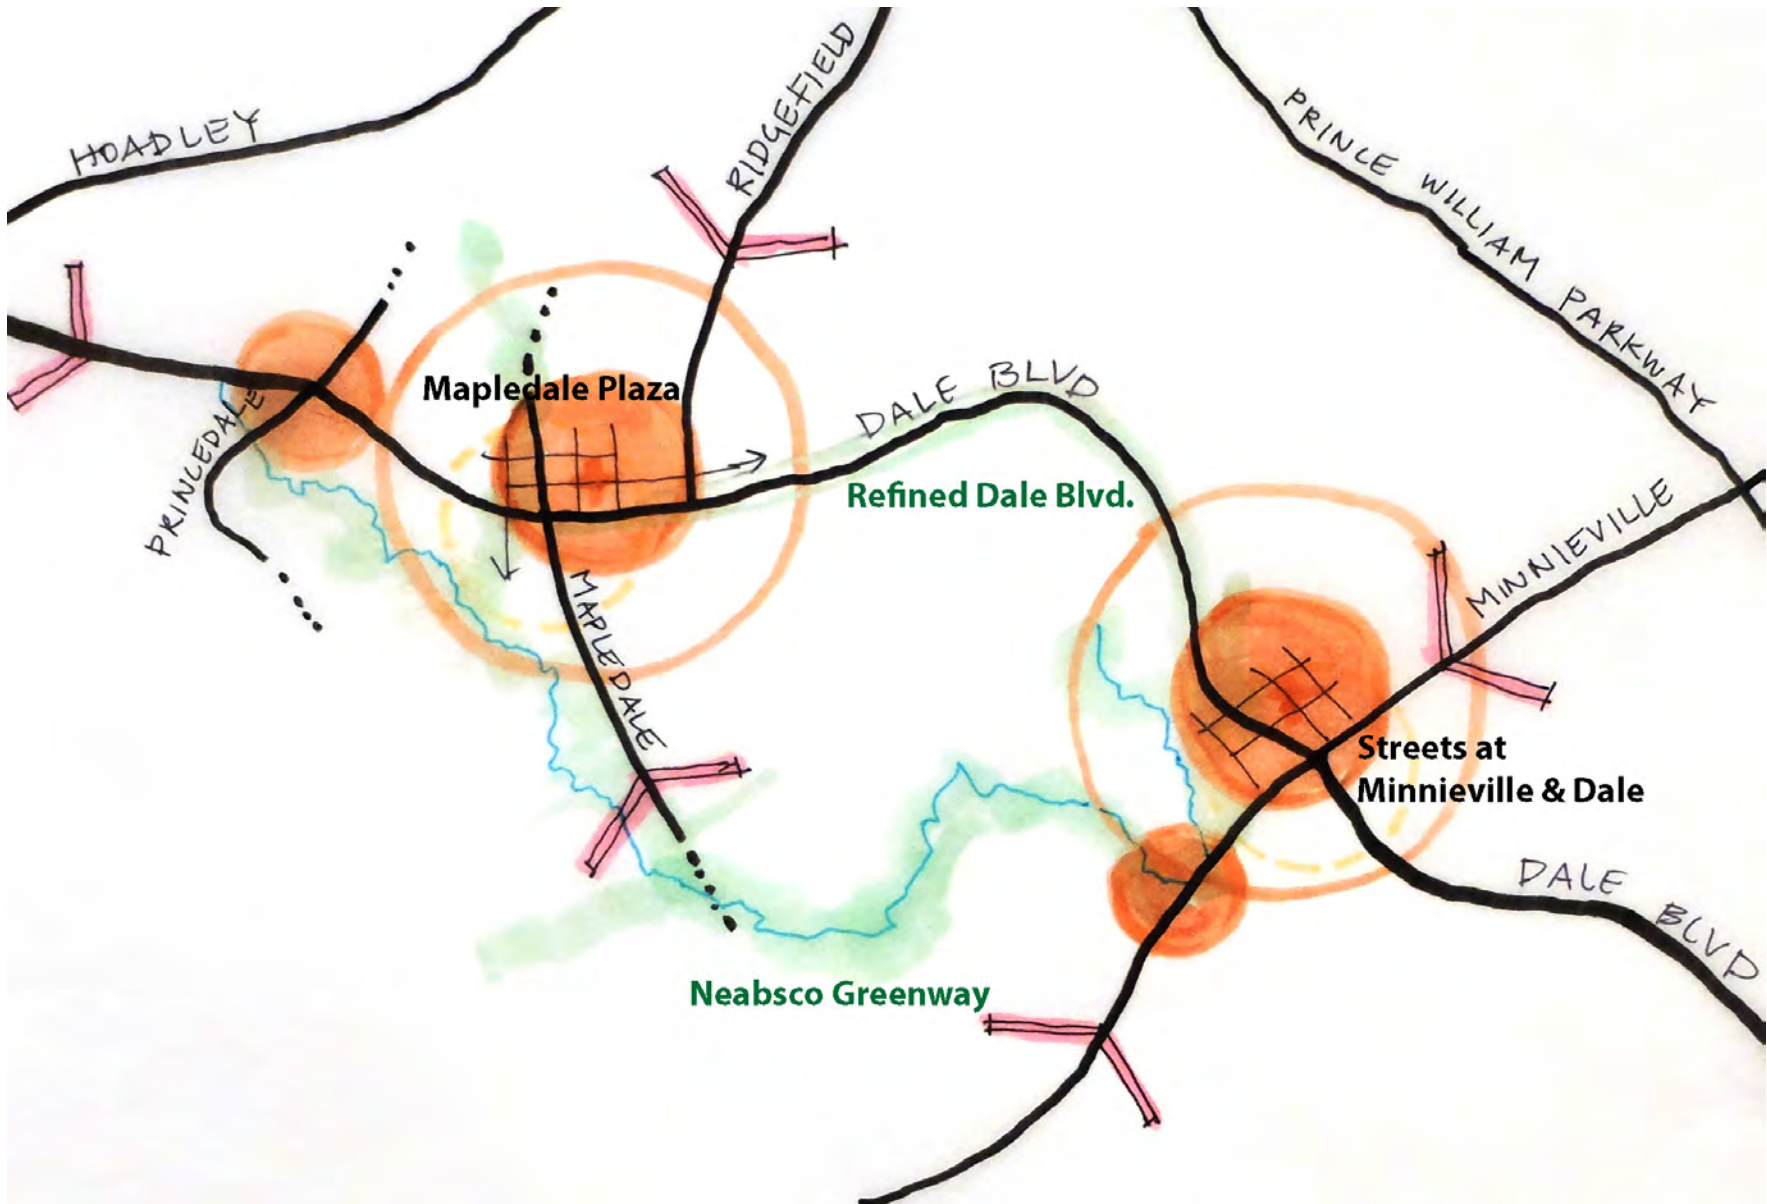 HOADLEY
RIDGEFIELD
PRINCE WILLIAM PARKWAY
Mapledale Plaza
DALE BLVD
PRINCEDALE
Refined Dale Blvd.
MINNIEVILLE
MAPLEDALE
Streets at
Minnieville & Dale
DALE BLVD
Neabsco Greenway